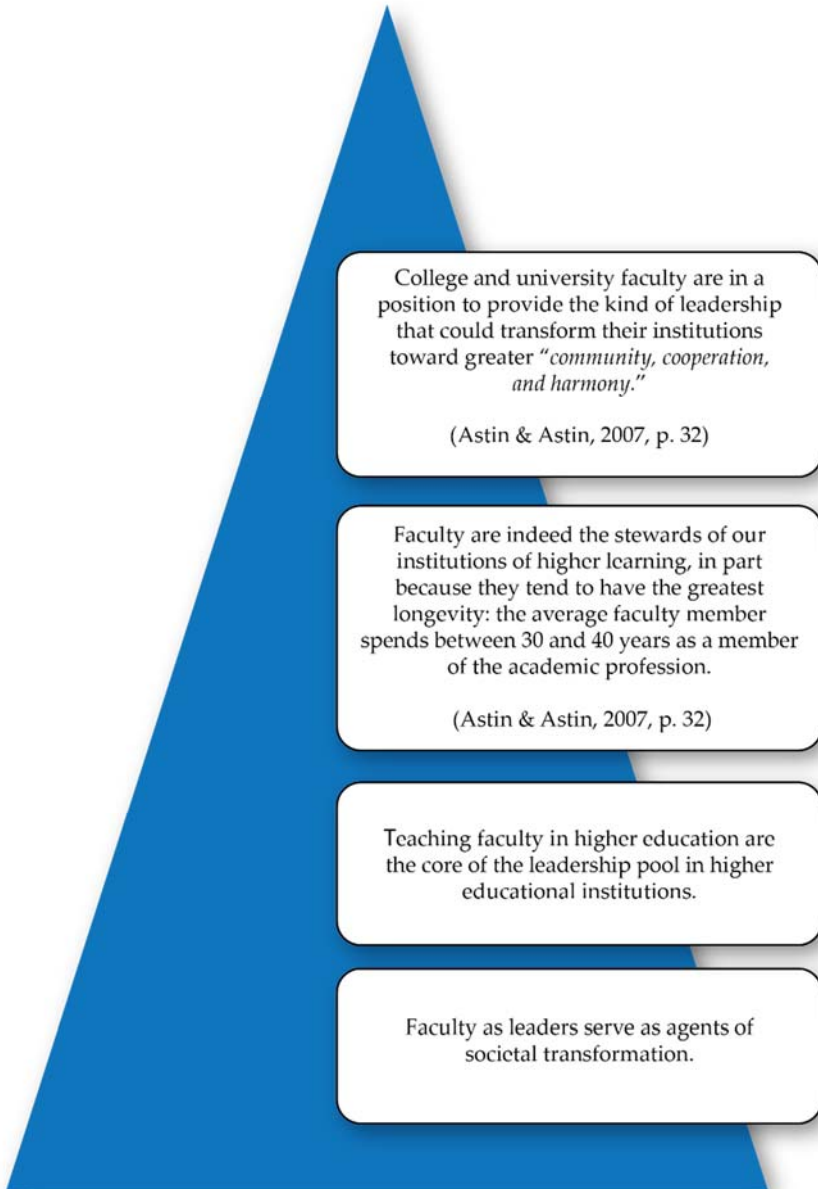 College and university faculty are in a
position to provide the kind of leadership
that could transform their institutions
toward greater “community, cooperation,
and harmony.”
(Astin & Astin, 2007, p. 32)
Faculty are indeed the stewards of our
institutions of higher learning, in part
because they tend to have the greatest
longevity: the average faculty member
spends between 30 and 40 years as a member
of the academic profession.
(Astin & Astin, 2007, p. 32)
Teaching faculty in higher education are
the core of the leadership pool in higher
educational institutions.
Faculty as leaders serve as agents of
societal transformation.